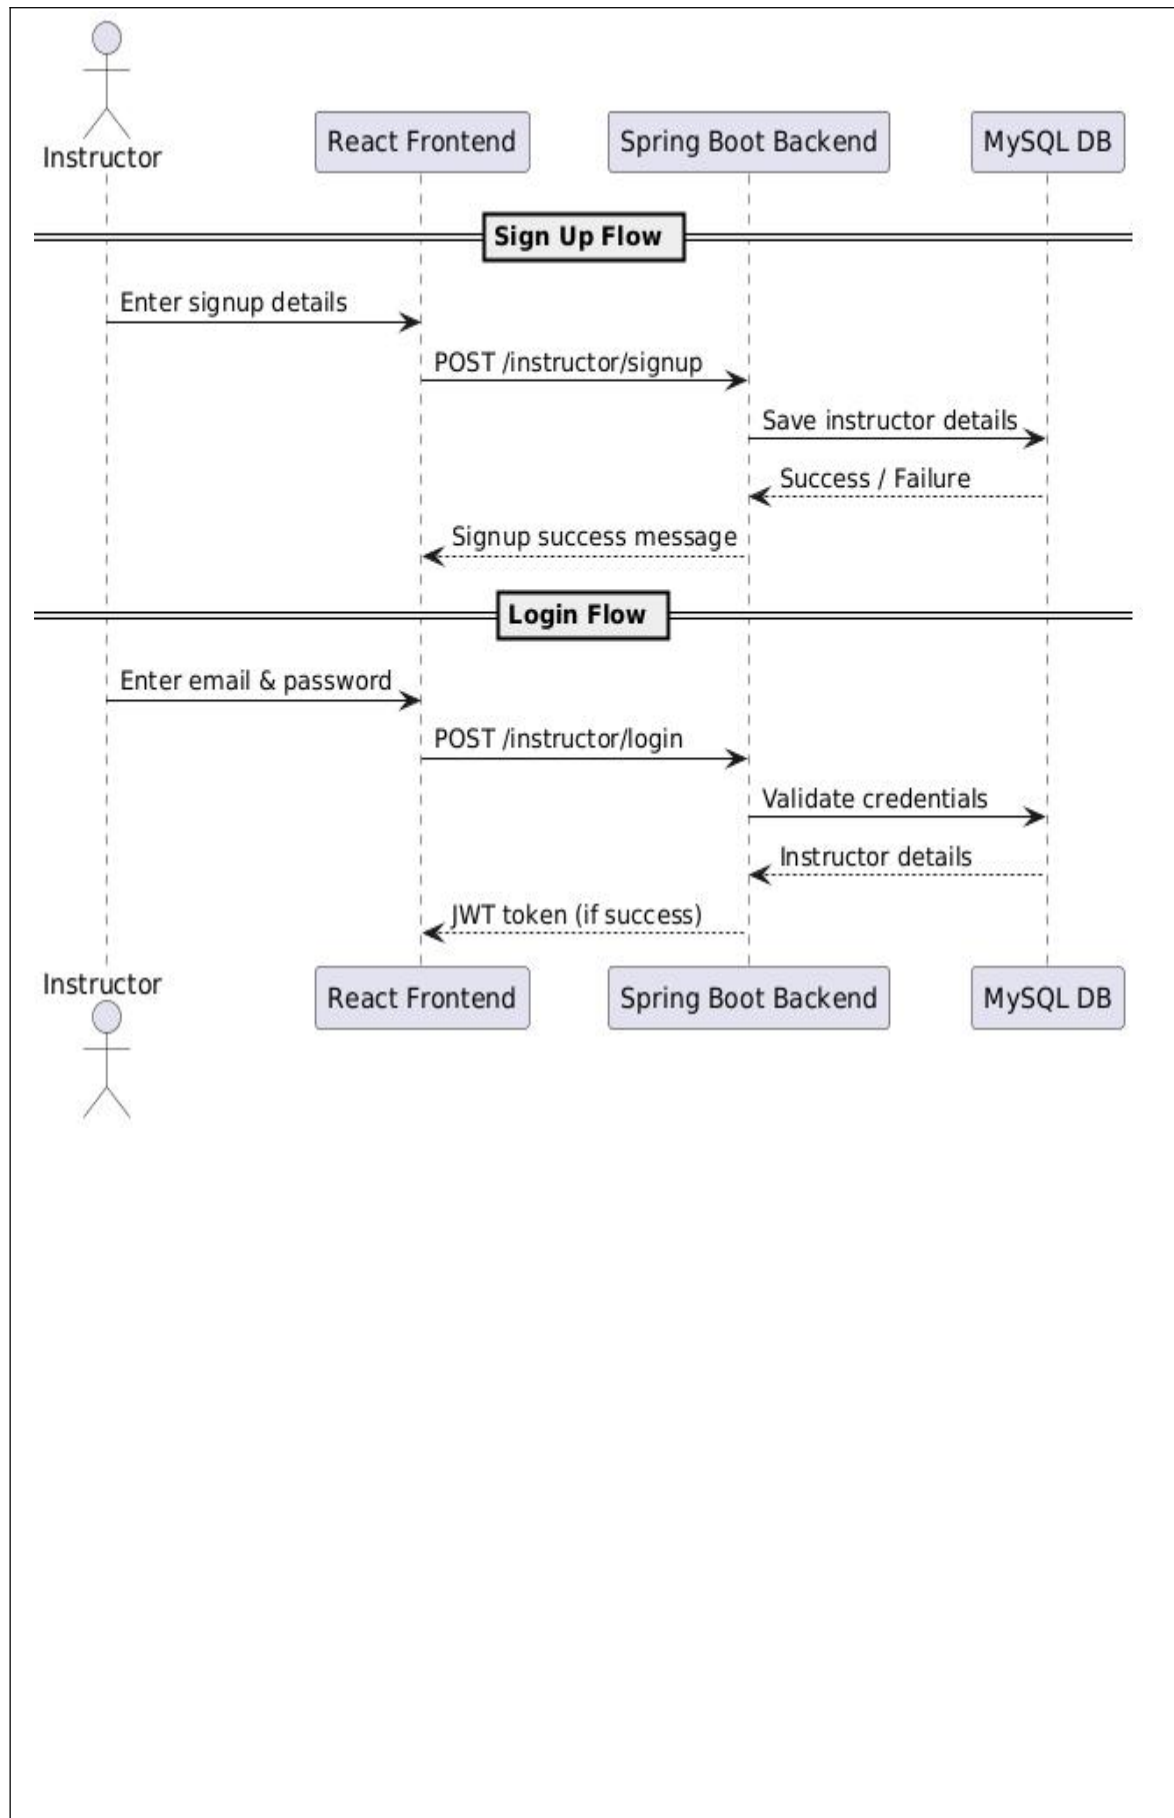 Instructor
React Frontend
Spring Boot Backend
MySQL DB
Sign Up Flow
Enter signup details
POST /instructor/signup
Save instructor details
Success / Failure
Signup success message
Login Flow
Enter email & password
POST /instructor/login
Validate credentials
Instructor details
JWT token (if success)
Instructor
React Frontend
Spring Boot Backend
MySQL DB